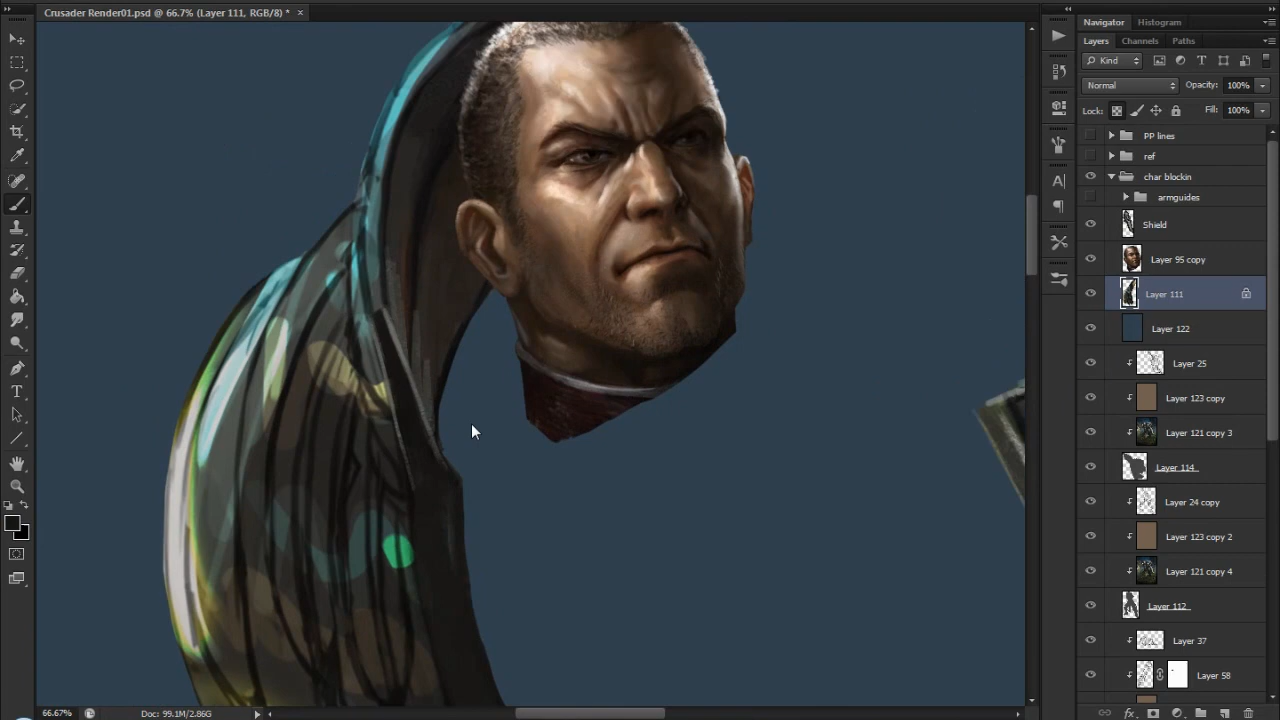 Crusader Render01.psd @ 66.7% (Layer 111, RGB/8) * ×
Navigator Histogram
Layers Channels Paths
Kind
Normal Opacity: 100%
Lock: Fill: 100%
PP lines
ref
char blockin
armguides
Shield
Layer 95 copy
Layer 111
Layer 122
Layer 25
Layer 123 copy
Layer 121 copy 3
Layer 114
Layer 24 copy
Layer 123 copy 2
Layer 121 copy 4
Layer 112
Layer 37
Layer 58
66.67% Doc: 99.1M/2.86G